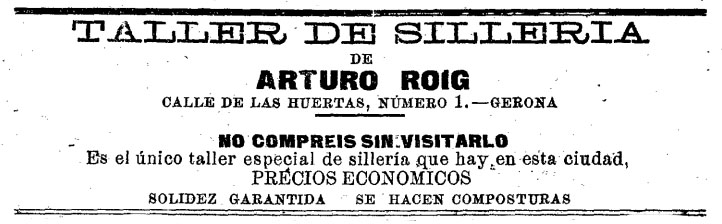 TALLER DE SILLERIA
DE
ARTURO ROIG
CALLE DE LAS HUERTAS, NÚMERO 1.—GERONA
NO COMPREIS SIN VISITARLO
Es el único taller especial de sillería que hay en esta ciudad,
PRECIOS ECONOMICOS
SOLIDEZ GARANTIDA SE HACEN COMPOSTURAS